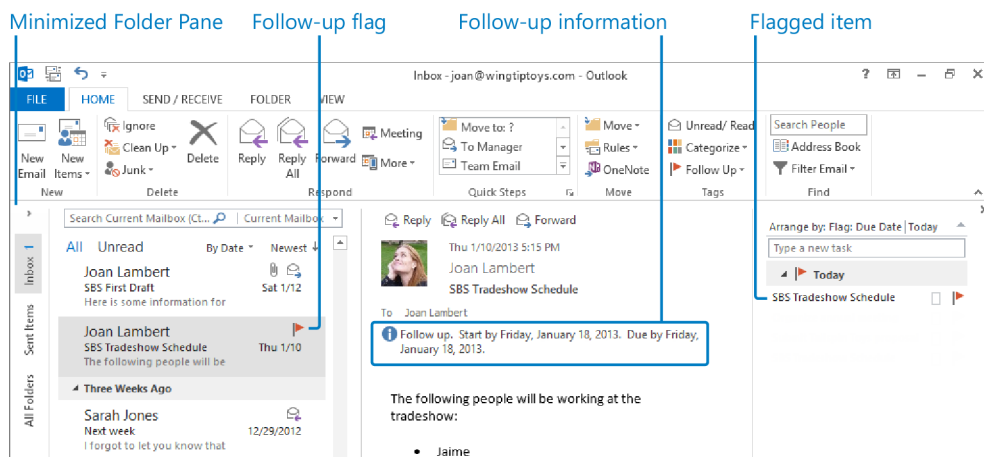 Minimized Folder Pane Follow-up flag Follow-up information Flagged item
Inbox - joan@wingtiptoys.com - Outlook
FILE HOME SEND / RECEIVE FOLDER VIEW
New Email
New Items
Ignore
Clean Up
Junk
Delete
Reply
Reply All
Forward
Meeting
More
Move to: ?
To Manager
Team Email
Move
Rules
OneNote
Unread/ Read
Categorize
Follow Up
Search People
Address Book
Filter Email
New Delete Respond Quick Steps Move Tags Find
Inbox 1
Sent Items
All Folders
Search Current Mailbox (Ct... Current Mailbox
All Unread By Date Newest
Joan Lambert
SBS First Draft Sat 1/12
Here is some information for
Joan Lambert
SBS Tradeshow Schedule Thu 1/10
The following people will be
Three Weeks Ago
Sarah Jones
Next week 12/29/2012
I forgot to let you know that
Reply Reply All Forward
Thu 1/10/2013 5:15 PM
Joan Lambert
SBS Tradeshow Schedule
To Joan Lambert
Follow up. Start by Friday, January 18, 2013. Due by Friday,
January 18, 2013.
The following people will be working at the
tradeshow:
• Jaime
Arrange by: Flag: Due Date Today
Type a new task
Today
SBS Tradeshow Schedule